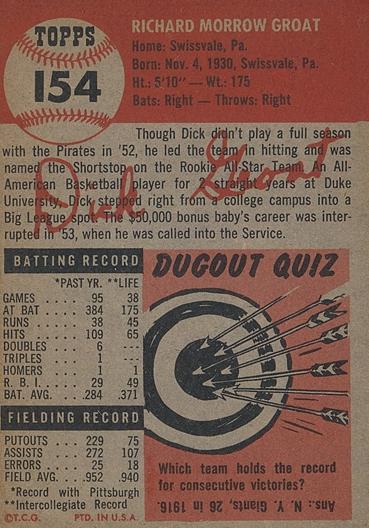 TOPPS
154
RICHARD MORROW GROAT
Home: Swissvale, Pa.
Born: Nov. 4, 1930, Swissvale, Pa.
Ht.: 5'10" — Wt.: 175
Bats: Right — Throws: Right
Though Dick didn't play a full season
with the Pirates in '52, he led the team in hitting and was
named the Shortstop on the Rookie All-Star Team. An All-
American Basketball player for 2 straight years at Duke
University, Dick stepped right from a college campus into a
Big League spot. The $50,000 bonus baby's career was inter-
rupted in '53, when he was called into the Service.
Dick Groat
BATTING RECORD
*PAST YR. **LIFE
GAMES .... 95 38
AT BAT .... 384 175
RUNS .... 38 45
HITS .... 109 65
DOUBLES .. 6 ---
TRIPLES ... 1 ---
HOMERS .. 1 1
R. B. I. .... 29 49
BAT. AVG. .. .284 .371
FIELDING RECORD
PUTOUTS .. 229 75
ASSISTS ... 272 107
ERRORS ... 25 18
FIELD AVG. . .952 .940
*Record with Pittsburgh
**Intercollegiate Record
©T.C.G. PTD. IN U.S.A.
DUGOUT QUIZ
Which team holds the record
for consecutive victories?
Ans.: N. Y. Giants, 26 in 1916.